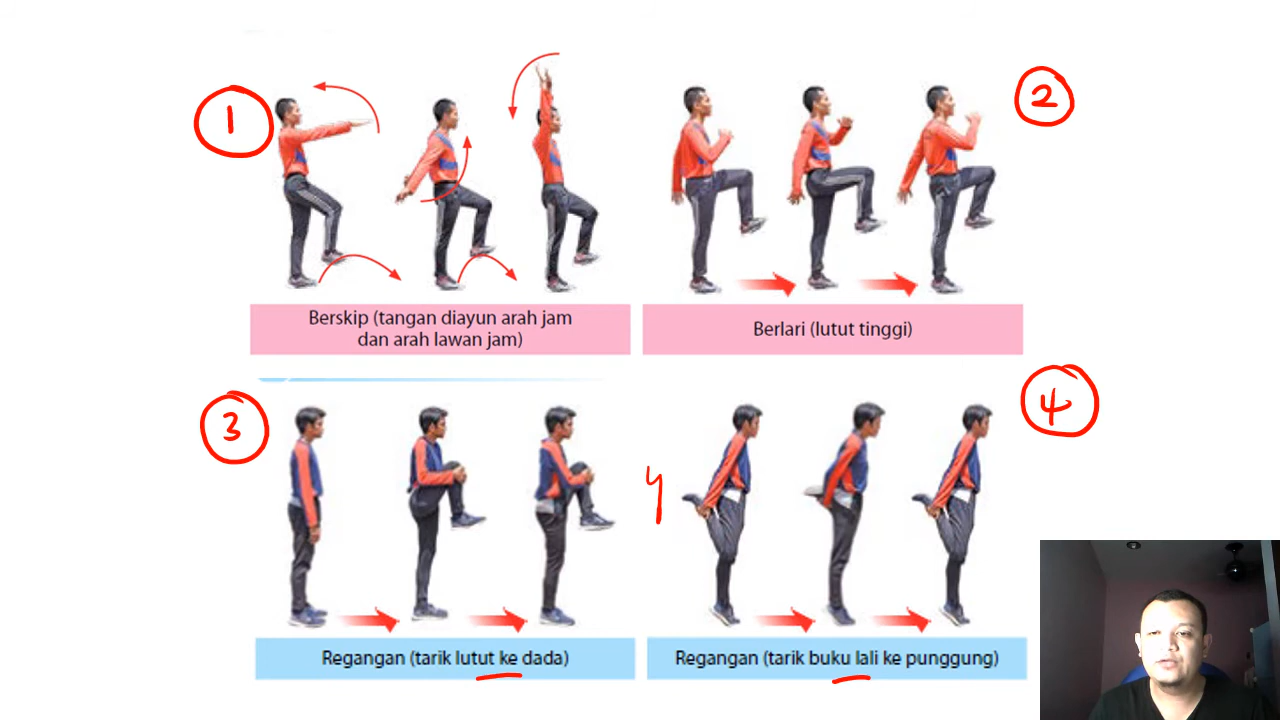 1
2
Berskip (tangan diayun arah jam
dan arah lawan jam)
Berlari (lutut tinggi)
3
4
y
Regangan (tarik lutut ke dada)
Regangan (tarik buku lali ke punggung)